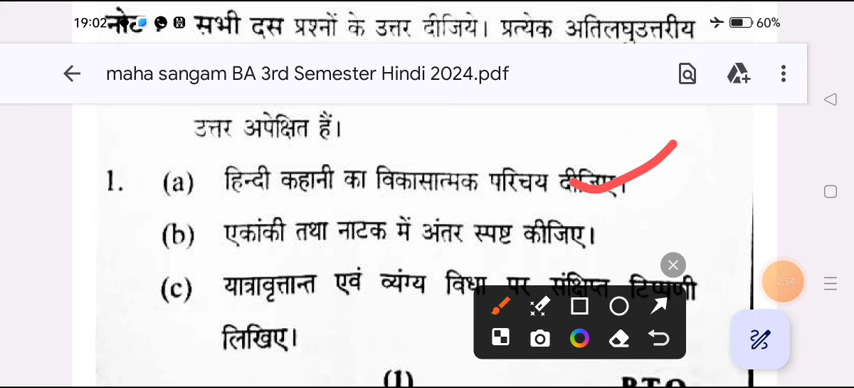 19:02 नोट सभी दस प्रश्नों के उत्तर दीजिये। प्रत्येक अतिलघुउत्तरीय 60%
maha sangam BA 3rd Semester Hindi 2024.pdf
उत्तर अपेक्षित हैं।
1. (a) हिन्दी कहानी का विकासात्मक परिचय दीजिए।
(b) एकांकी तथा नाटक में अंतर स्पष्ट कीजिए।
(c) यात्रावृत्तान्त एवं व्यंग्य विधा पर संक्षिप्त टिप्पणी
लिखिए।
(1) P.T.O.